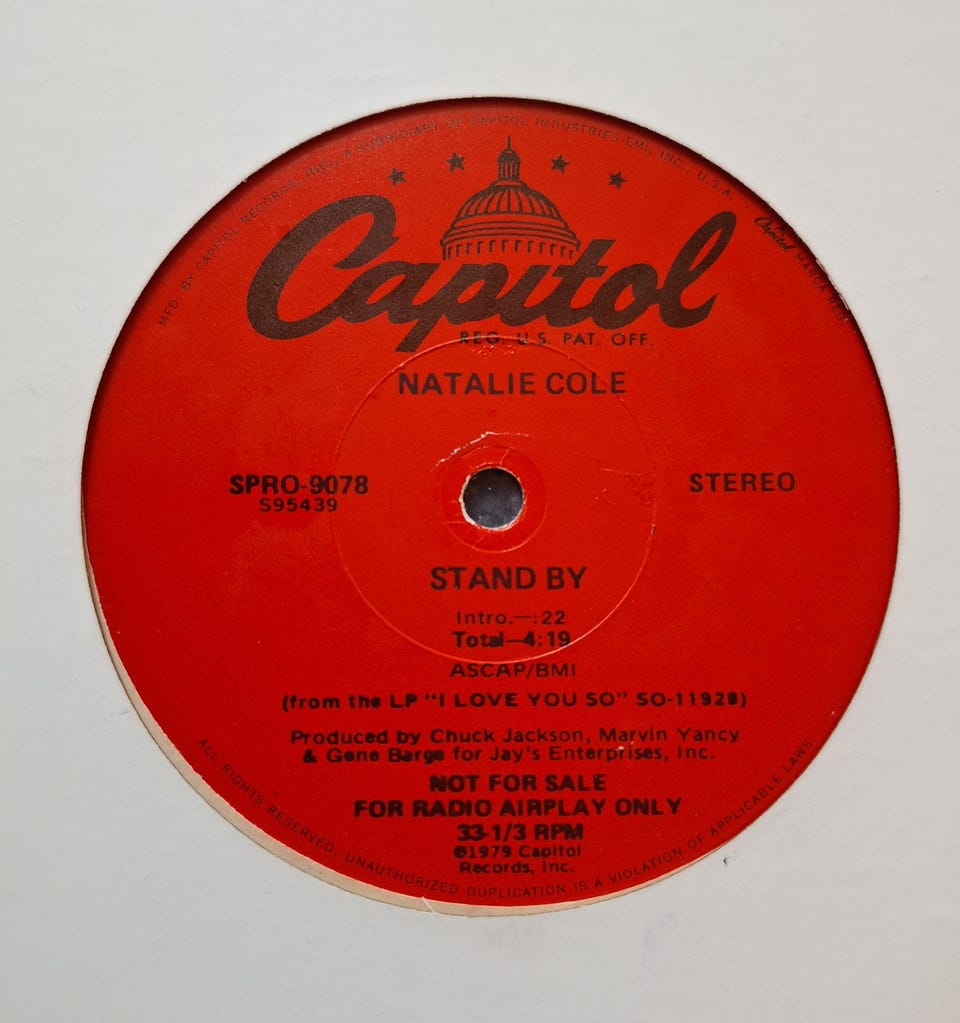 MFD. BY CAPITOL RECORDS, INC., A SUBSIDIARY OF CAPITOL INDUSTRIES-EMI, INC., U.S.A.
Capitol MARCA REG.
Capitol
REG. U.S. PAT. OFF.
NATALIE COLE
SPRO-9078
S95439
STEREO
STAND BY
Intro.—:22
Total—4:19
ASCAP/BMI
(from the LP "I LOVE YOU SO" SO-11928)
Produced by Chuck Jackson, Marvin Yancy
& Gene Barge for Jay's Enterprises, Inc.
NOT FOR SALE
FOR RADIO AIRPLAY ONLY
33-1/3 RPM
℗1979 Capitol
Records, Inc.
ALL RIGHTS RESERVED. UNAUTHORIZED DUPLICATION IS A VIOLATION OF APPLICABLE LAWS